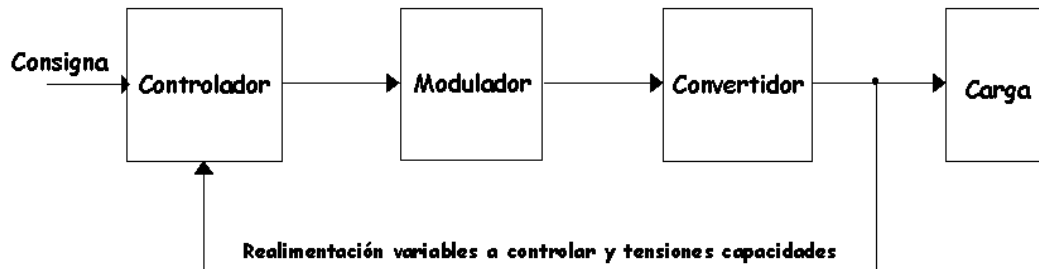 Consigna
Controlador
Modulador
Convertidor
Carga
Realimentación variables a controlar y tensiones capacidades